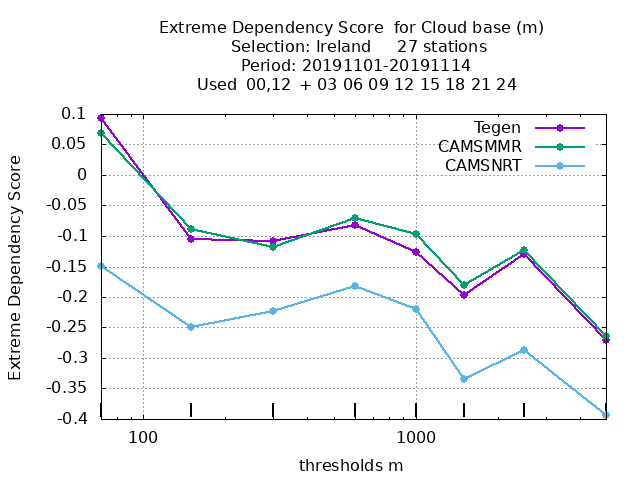 Extreme Dependency Score  for Cloud base (m)
Selection: Ireland     27 stations
Period: 20191101-20191114
Used  00,12  + 03 06 09 12 15 18 21 24
Tegen
CAMSMMR
CAMSNRT
Extreme Dependency Score
0.1
0.05
0
-0.05
-0.1
-0.15
-0.2
-0.25
-0.3
-0.35
-0.4
100
1000
thresholds m